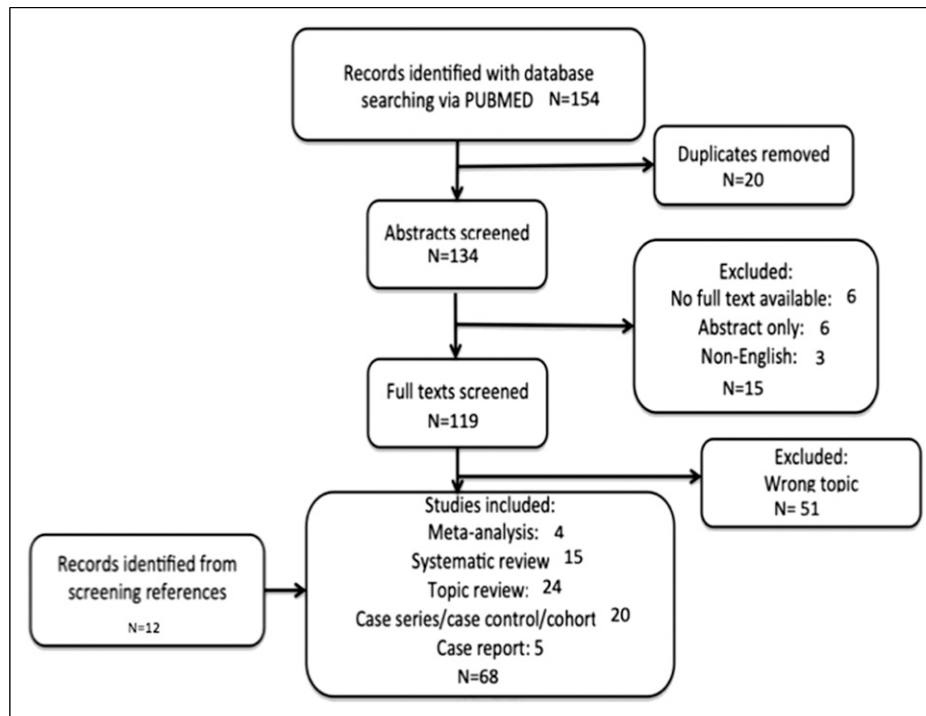 Records identified with database
searching via PUBMED N=154
Duplicates removed
N=20
Abstracts screened
N=134
Excluded:
No full text available: 6
Abstract only: 6
Non-English: 3
N=15
Full texts screened
N=119
Excluded:
Wrong topic
N= 51
Records identified from
screening references
N=12
Studies included:
Meta-analysis: 4
Systematic review 15
Topic review: 24
Case series/case control/cohort 20
Case report: 5
N=68